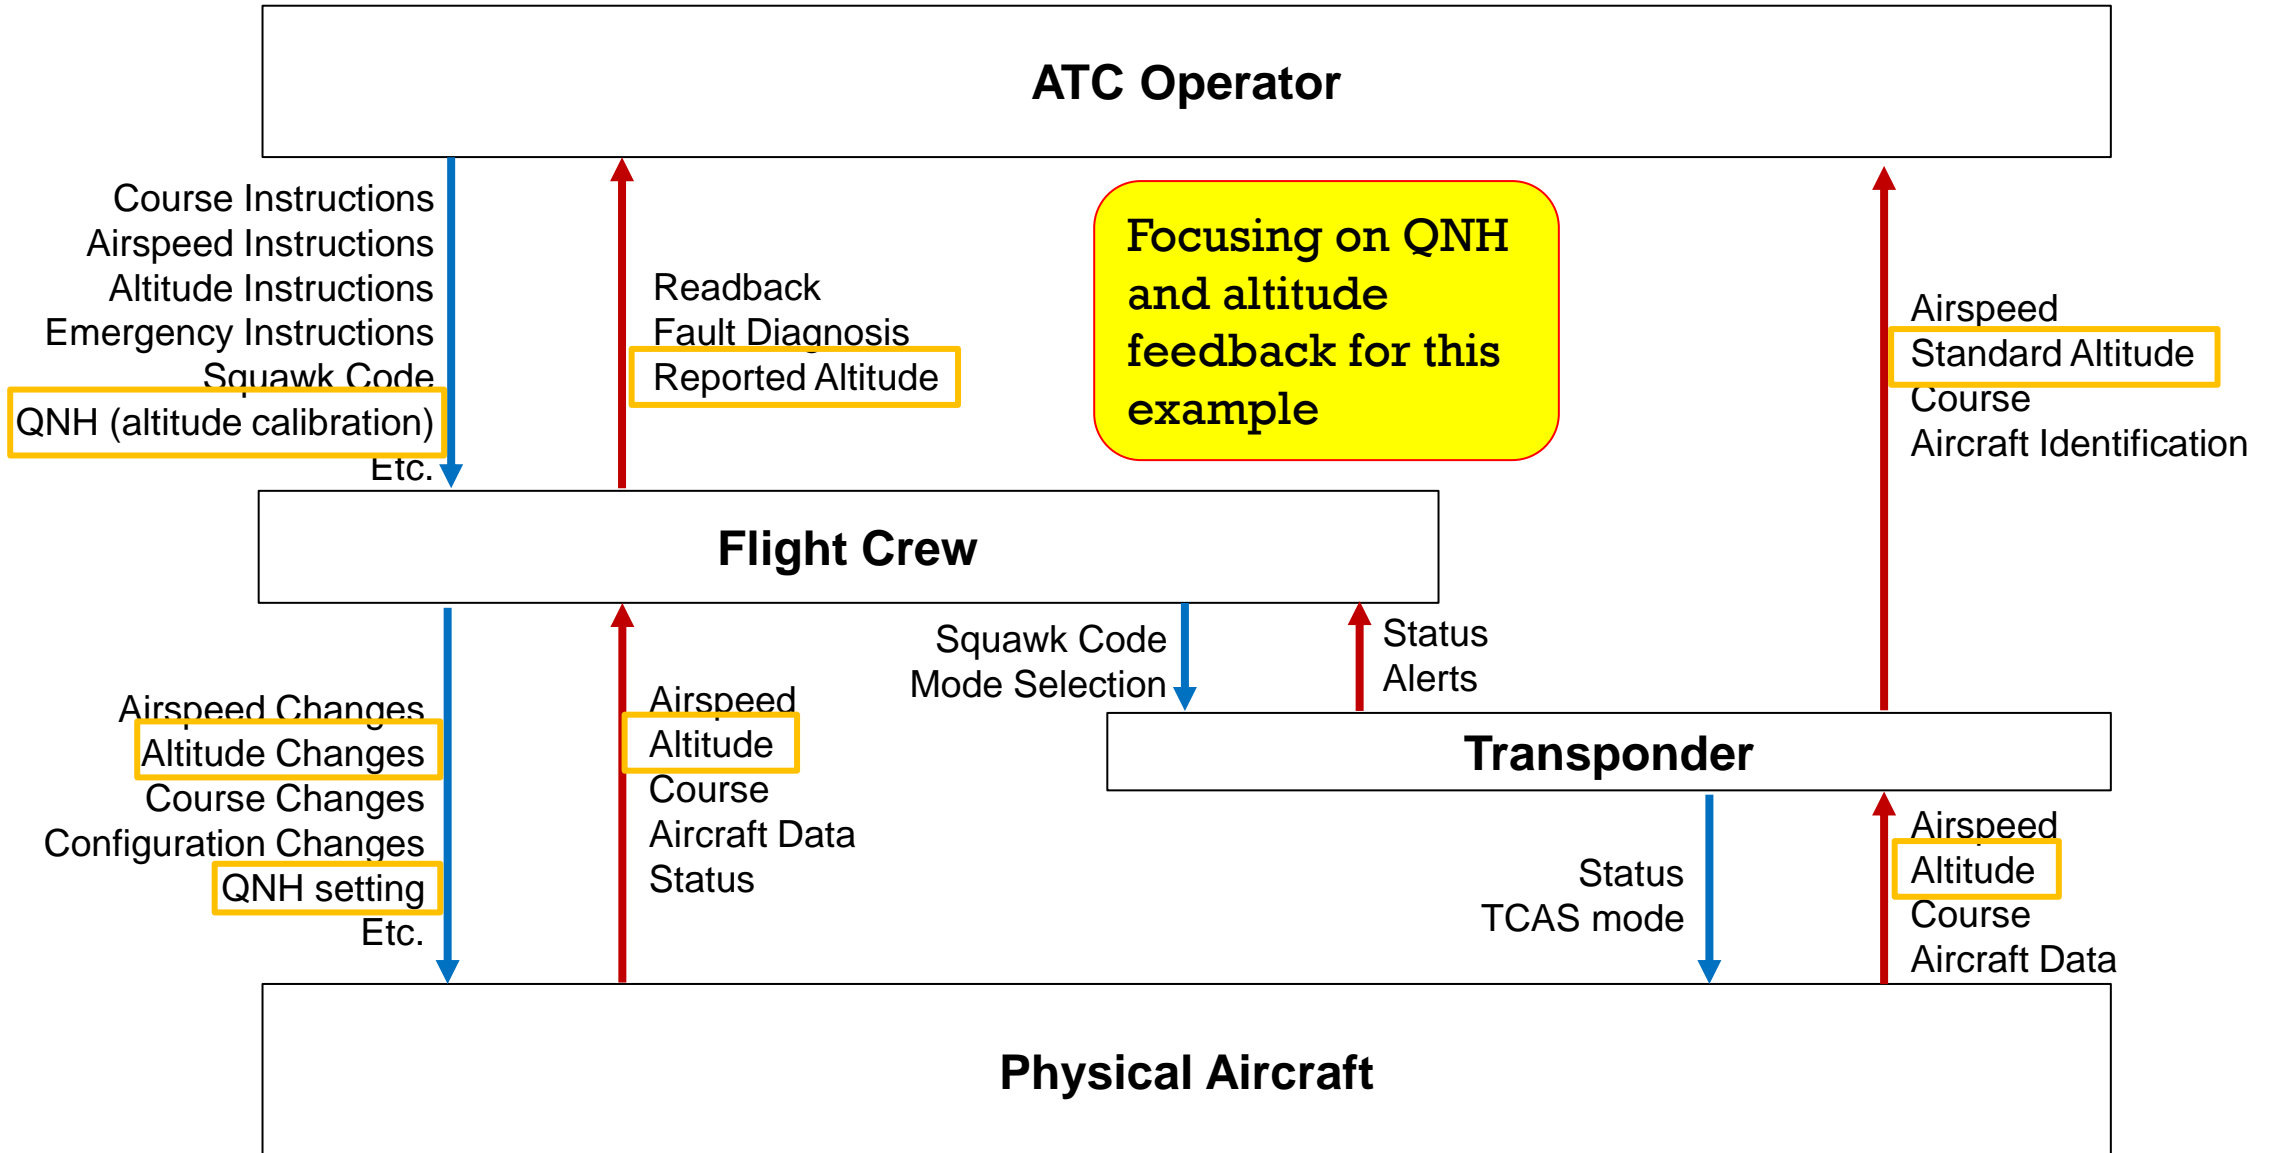 ATC Operator
Course Instructions
Airspeed Instructions
Altitude Instructions
Emergency Instructions
Squawk Code
QNH (altitude calibration)
Etc.
Readback
Fault Diagnosis
Reported Altitude
Focusing on QNH
and altitude
feedback for this
example
Airspeed
Standard Altitude
Course
Aircraft Identification
Flight Crew
Squawk Code
Mode Selection
Status
Alerts
Transponder
Airspeed Changes
Altitude Changes
Course Changes
Configuration Changes
QNH setting
Etc.
Airspeed
Altitude
Course
Aircraft Data
Status
Status
TCAS mode
Airspeed
Altitude
Course
Aircraft Data
Physical Aircraft